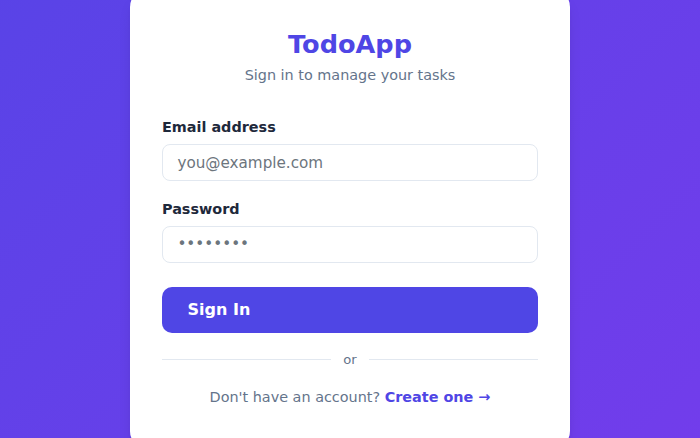 TodoApp
Sign in to manage your tasks
Email address
you@example.com
Password
••••••••
Sign In
or
Don't have an account? Create one →